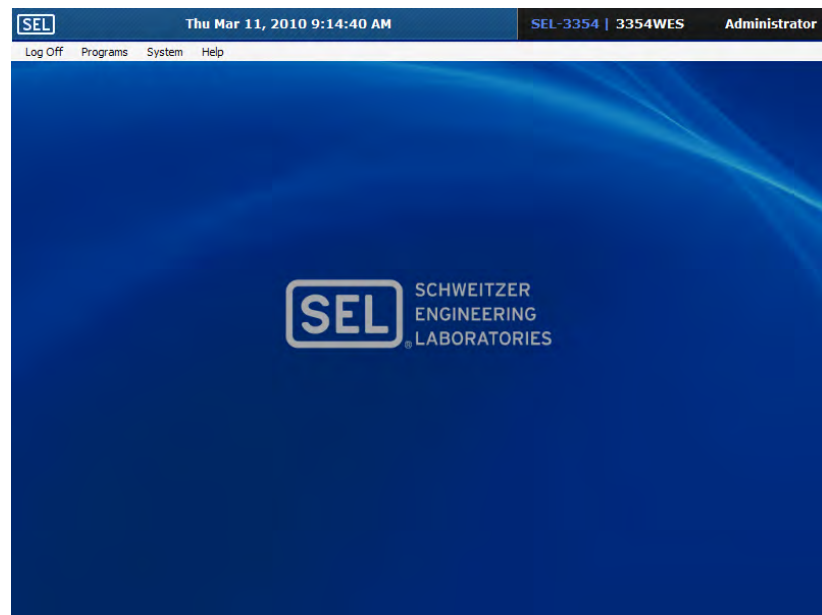 SEL Thu Mar 11, 2010 9:14:40 AM SEL-3354 | 3354WES Administrator
Log Off Programs System Help
SEL
®
SCHWEITZER
ENGINEERING
LABORATORIES